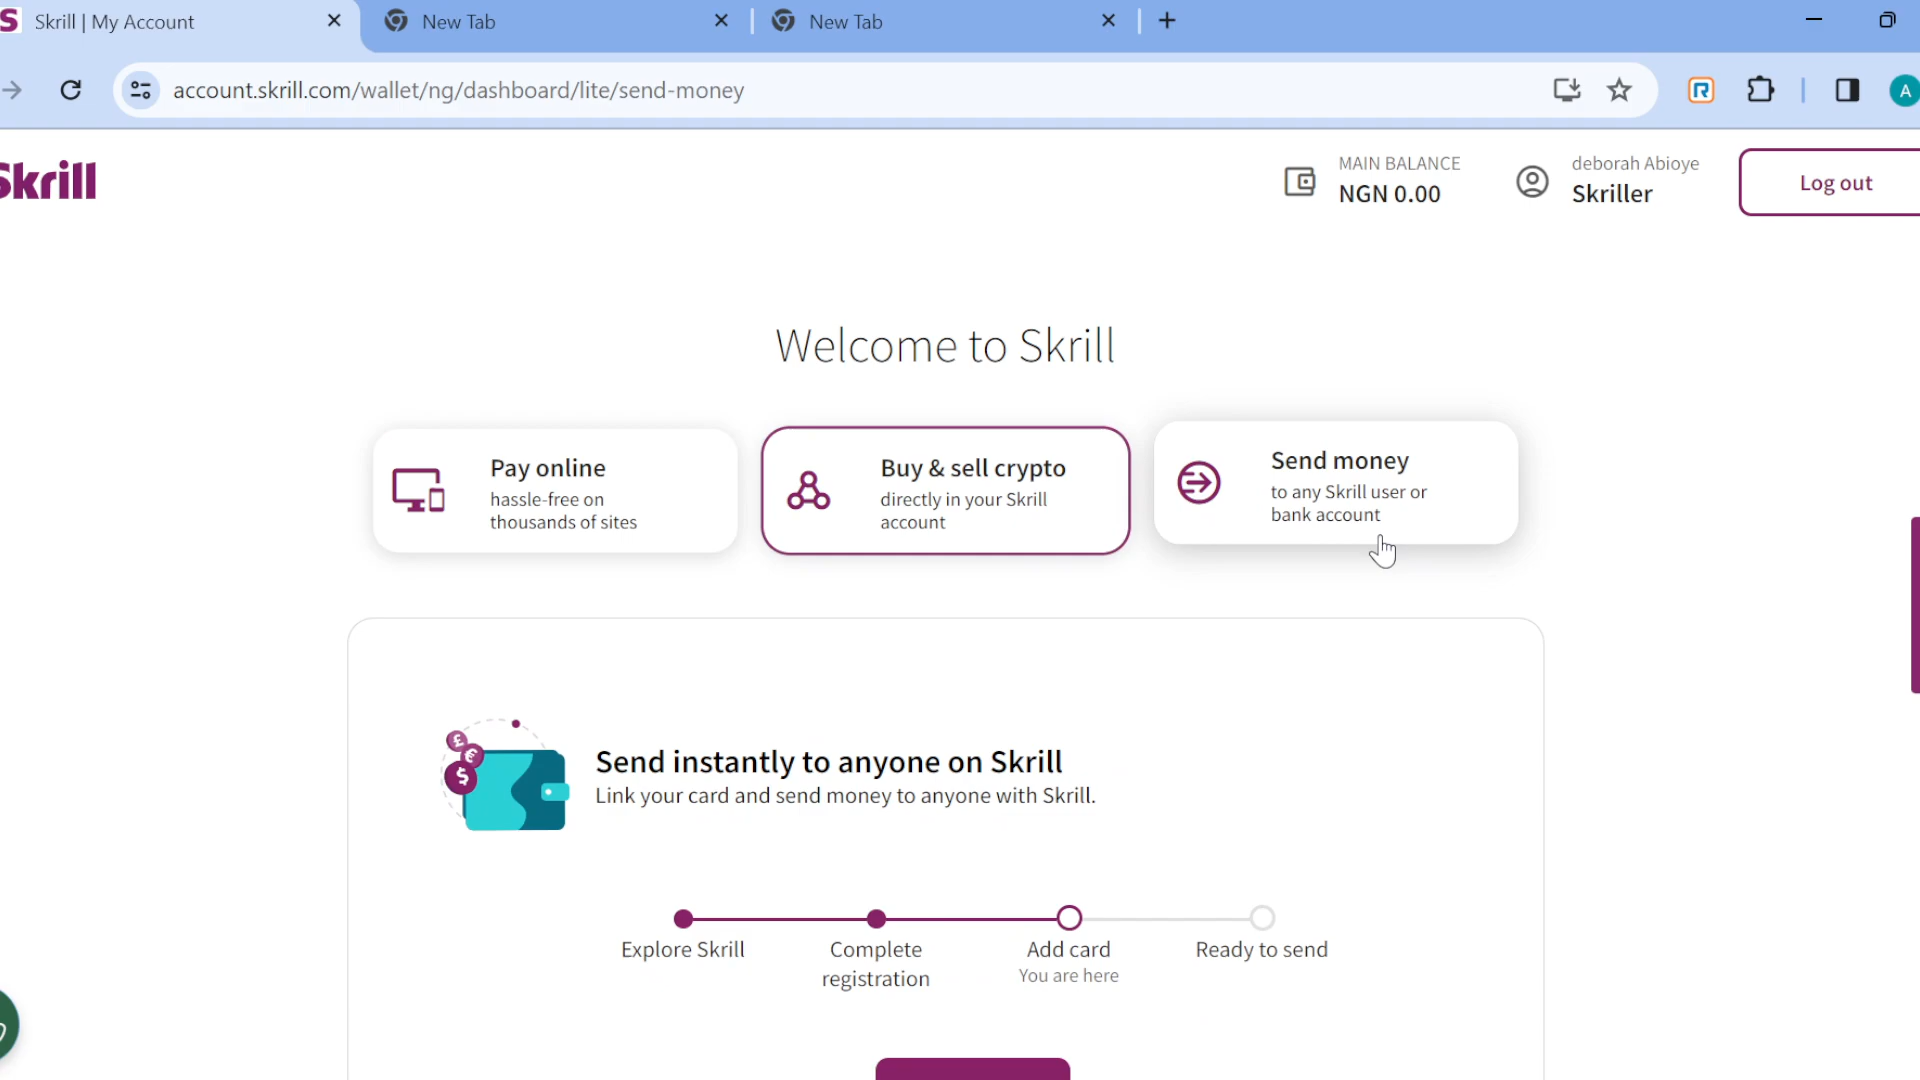 Skrill | My Account
New Tab
New Tab
account.skrill.com/wallet/ng/dashboard/lite/send-money
A
Skrill
MAIN BALANCE
NGN 0.00
deborah Abioye
Skriller
Log out
Welcome to Skrill
Pay online
hassle-free on
thousands of sites
Buy & sell crypto
directly in your Skrill
account
Send money
to any Skrill user or
bank account
£
€
$
Send instantly to anyone on Skrill
Link your card and send money to anyone with Skrill.
Explore Skrill
Complete
registration
Add card
You are here
Ready to send